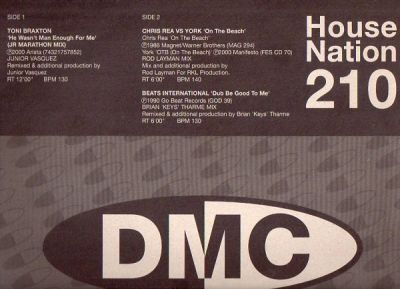 SIDE 1
TONI BRAXTON
'He Wasn't Man Enough For Me'
(JR MARATHON MIX)
Ⓟ2000 Arista (74321757852)
JUNIOR VASQUEZ
Remixed & additional production by
Junior Vasquez
RT 12'00" BPM 130
SIDE 2
CHRIS REA VS YORK 'On The Beach'
Chris Rea 'On The Beach'
Ⓟ1986 Magnet/Warner Brothers (MAG 294)
York 'OTB (On The Beach)' Ⓟ2000 Manifesto (FES CD 70)
ROD LAYMAN MIX
Mix and additional production by
Rod Layman For RKL Production.
RT 6'00" BPM 140
BEATS INTERNATIONAL 'Dub Be Good To Me'
Ⓟ1990 Go Beat Records (GOD 39)
BRIAN 'KEYS' THARME MIX
Remixed & additional production by Brian 'Keys' Tharme
RT 6'00" BPM 130
House
Nation
210
DMC